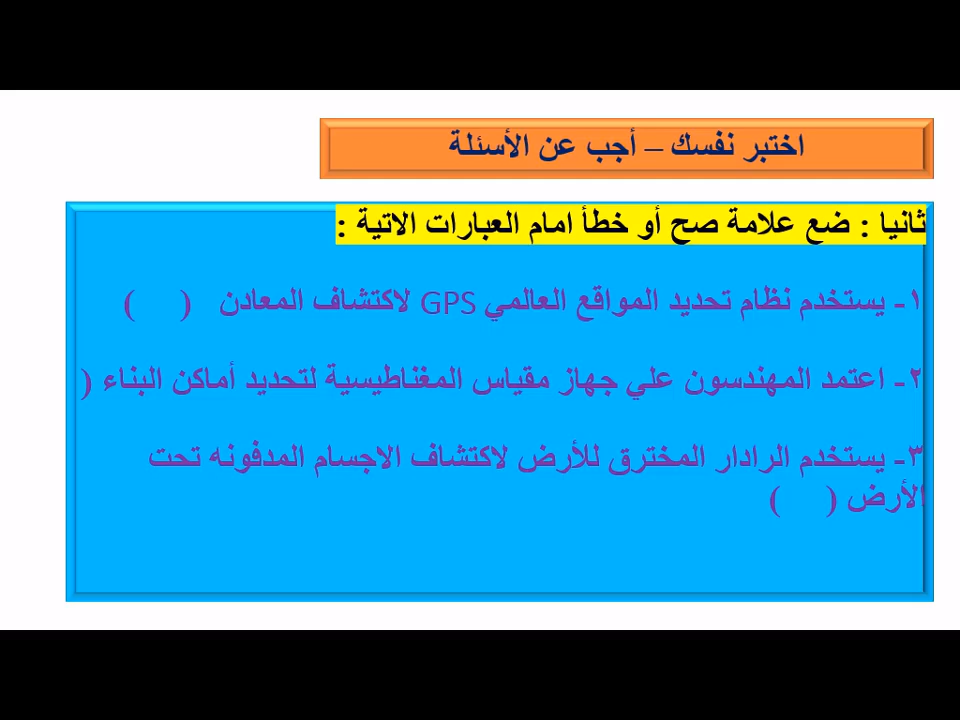 اختبر نفسك – أجب عن الأسئلة
ثانيا : ضع علامة صح أو خطأ امام العبارات الاتية :
١- يستخدم نظام تحديد المواقع العالمي GPS لاكتشاف المعادن ( )
٢- اعتمد المهندسون علي جهاز مقياس المغناطيسية لتحديد أماكن البناء (
٣- يستخدم الرادار المخترق للأرض لاكتشاف الاجسام المدفونه تحت
الأرض ( )